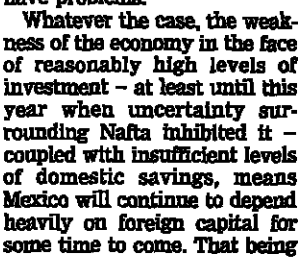 have problems.
Whatever the case, the weak-
ness of the economy in the face
of reasonably high levels of
investment – at least until this
year when uncertainty sur-
rounding Nafta inhibited it –
coupled with insufficient levels
of domestic savings, means
Mexico will continue to depend
heavily on foreign capital for
some time to come. That being